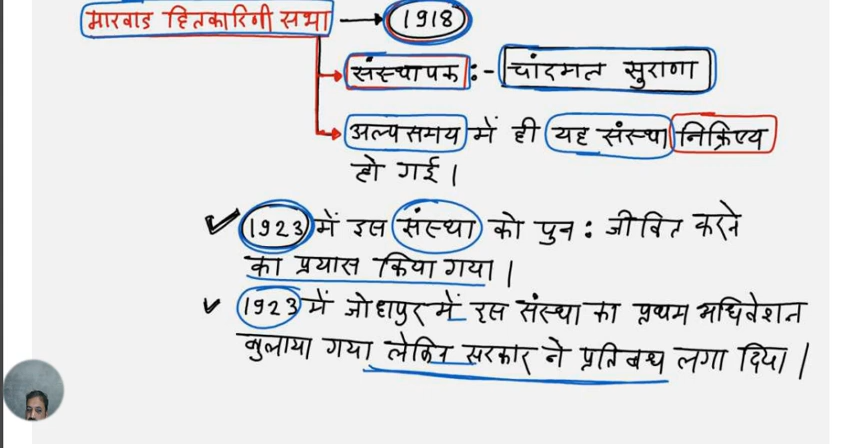 मारवाड हितकारिनी सभा → 1918
संस्थापक :- चांदमल सुराणा
अल्प समय में ही यह संस्था निक्रिष्य
हो गई।
1923 में इस संस्था को पुन: जीवित करने
का प्रयास किया गया।
1923 में जोधपुर में इस संस्था का प्रथम अधिवेशन
बुलाया गया लेकिन सरकार ने प्रतिबंध लगा दिया।